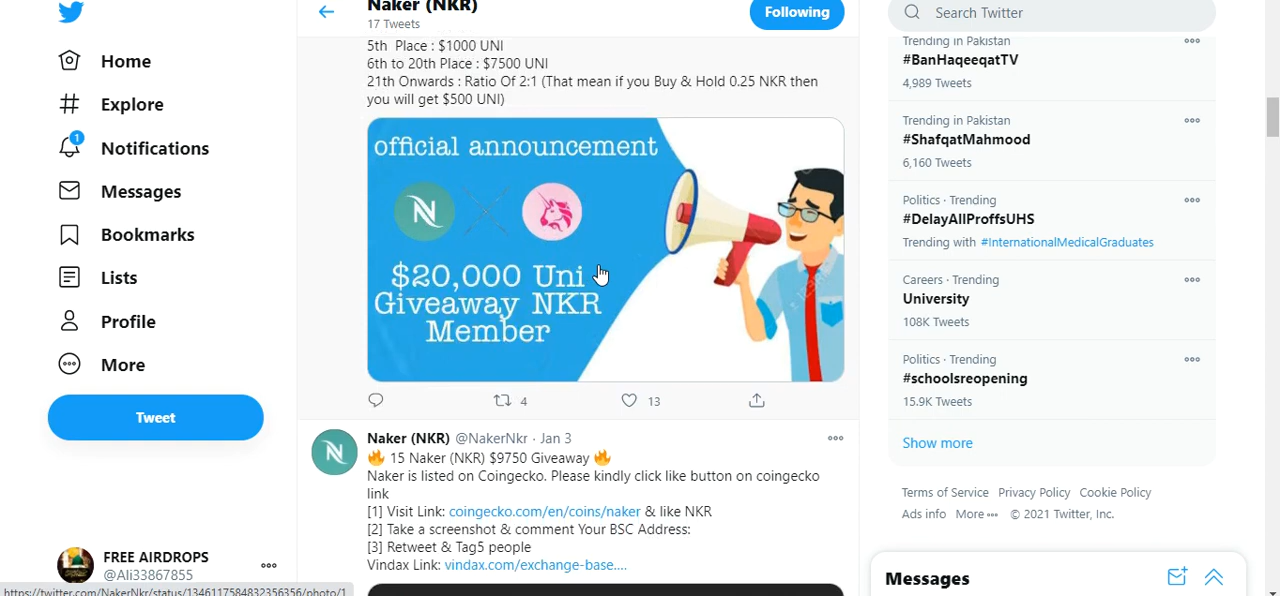 Naker (NKR)
17 Tweets
Following
Search Twitter
Home
Explore
1
Notifications
Messages
Bookmarks
Lists
Profile
More
Tweet
FREE AIRDROPS
@Ali33867855
5th Place : $1000 UNI
6th to 20th Place : $7500 UNI
21th Onwards : Ratio Of 2:1 (That mean if you Buy & Hold 0.25 NKR then
you will get $500 UNI)
official announcement
N
$20,000 Uni
Giveaway NKR
Member
4
13
Naker (NKR) @NakerNkr · Jan 3
🔥 15 Naker (NKR) $9750 Giveaway 🔥
Naker is listed on Coingecko. Please kindly click like button on coingecko
link
[1] Visit Link: coingecko.com/en/coins/naker & like NKR
[2] Take a screenshot & comment Your BSC Address:
[3] Retweet & Tag5 people
Vindax Link: vindax.com/exchange-base....
Trending in Pakistan
#BanHaqeeqatTV
4,989 Tweets
Trending in Pakistan
#ShafqatMahmood
6,160 Tweets
Politics · Trending
#DelayAllProffsUHS
Trending with #InternationalMedicalGraduates
Careers · Trending
University
108K Tweets
Politics · Trending
#schoolsreopening
15.9K Tweets
Show more
Terms of Service Privacy Policy Cookie Policy
Ads info More ••• © 2021 Twitter, Inc.
Messages
https://twitter.com/NakerNkr/status/1346117584832356356/photo/1